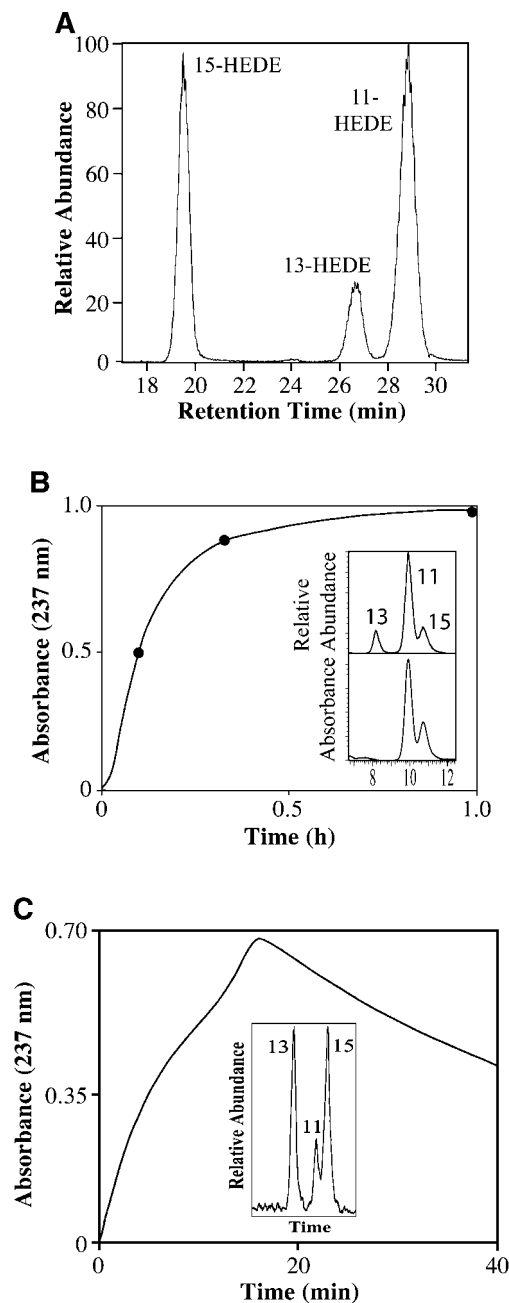 A
Relative Abundance
100
80
60
40
20
0
15-HEDE
11-
HEDE
13-HEDE
18 20 22 24 26 28 30
Retention Time (min)
B
Absorbance (237 nm)
1.0
0.5
0
Relative
Abundance
11
13
15
Absorbance
8 10 12
0 0.5 1.0
Time (h)
C
Absorbance (237 nm)
0.70
0.35
0
Relative Abundance
13
15
11
Time
0 20 40
Time (min)